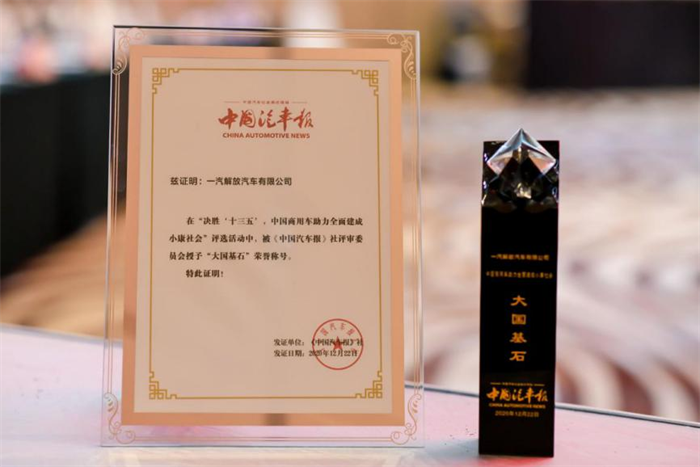 中国汽车报
CHINA AUTOMOTIVE NEWS
兹证明：一汽解放汽车有限公司
在“决胜‘十三五’，中国商用车助力全面建成
小康社会”评选活动中，被《中国汽车报》社评审委
员会授予“大国基石”荣誉称号。
特此证明！
发证单位：《中国汽车报》社
发证日期：2020年12月22日
一汽解放汽车有限公司
大
国
基
石
中国汽车报
CHINA AUTOMOTIVE NEWS
2020年12月22日